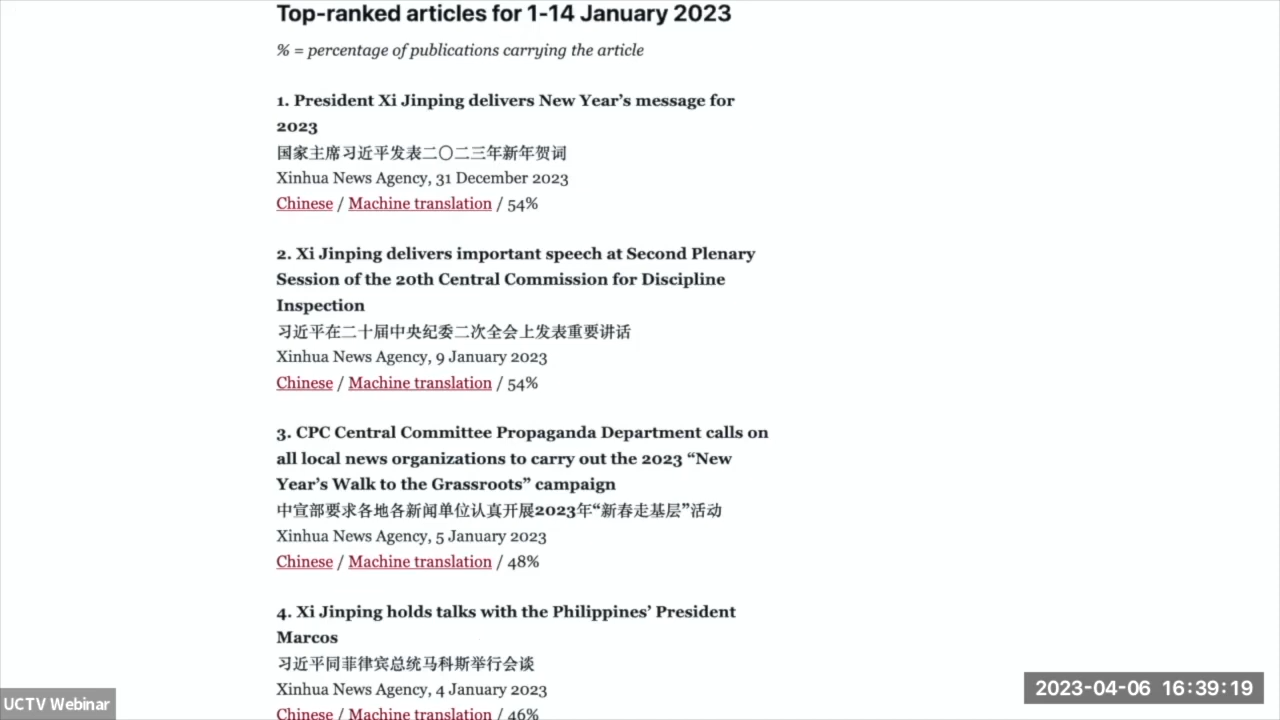 Top-ranked articles for 1-14 January 2023
% = percentage of publications carrying the article
1. President Xi Jinping delivers New Year's message for
2023
国家主席习近平发表二〇二三年新年贺词
Xinhua News Agency, 31 December 2023
Chinese / Machine translation / 54%
2. Xi Jinping delivers important speech at Second Plenary
Session of the 20th Central Commission for Discipline
Inspection
习近平在二十届中央纪委二次全会上发表重要讲话
Xinhua News Agency, 9 January 2023
Chinese / Machine translation / 54%
3. CPC Central Committee Propaganda Department calls on
all local news organizations to carry out the 2023 “New
Year's Walk to the Grassroots” campaign
中宣部要求各地各新闻单位认真开展2023年“新春走基层”活动
Xinhua News Agency, 5 January 2023
Chinese / Machine translation / 48%
4. Xi Jinping holds talks with the Philippines' President
Marcos
习近平同菲律宾总统马科斯举行会谈
Xinhua News Agency, 4 January 2023
Chinese / Machine translation / 46%
UCTV Webinar
2023-04-06 16:39:19